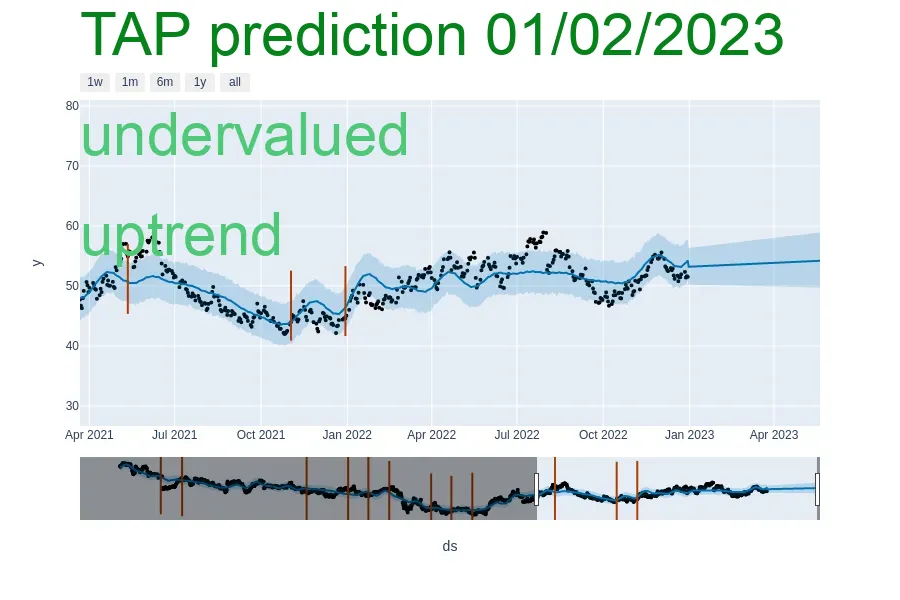 TAP prediction 01/02/2023
1w 1m 6m 1y all
80
undervalued
70
60
uptrend
y
50
40
30
Apr 2021 Jul 2021 Oct 2021 Jan 2022 Apr 2022 Jul 2022 Oct 2022 Jan 2023 Apr 2023
ds